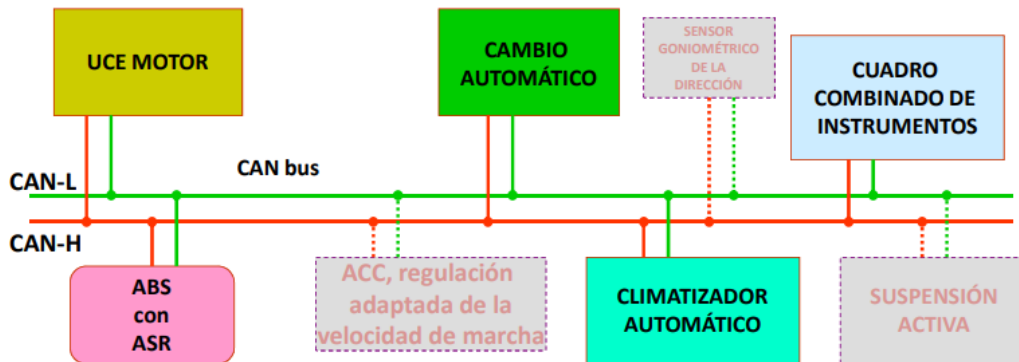 UCE MOTOR
CAMBIO
AUTOMÁTICO
SENSOR
GONIOMÉTRICO
DE LA
DIRECCIÓN
CUADRO
COMBINADO DE
INSTRUMENTOS
CAN bus
CAN-L
CAN-H
ABS
con
ASR
ACC, regulación
adaptada de la
velocidad de marcha
CLIMATIZADOR
AUTOMÁTICO
SUSPENSIÓN
ACTIVA